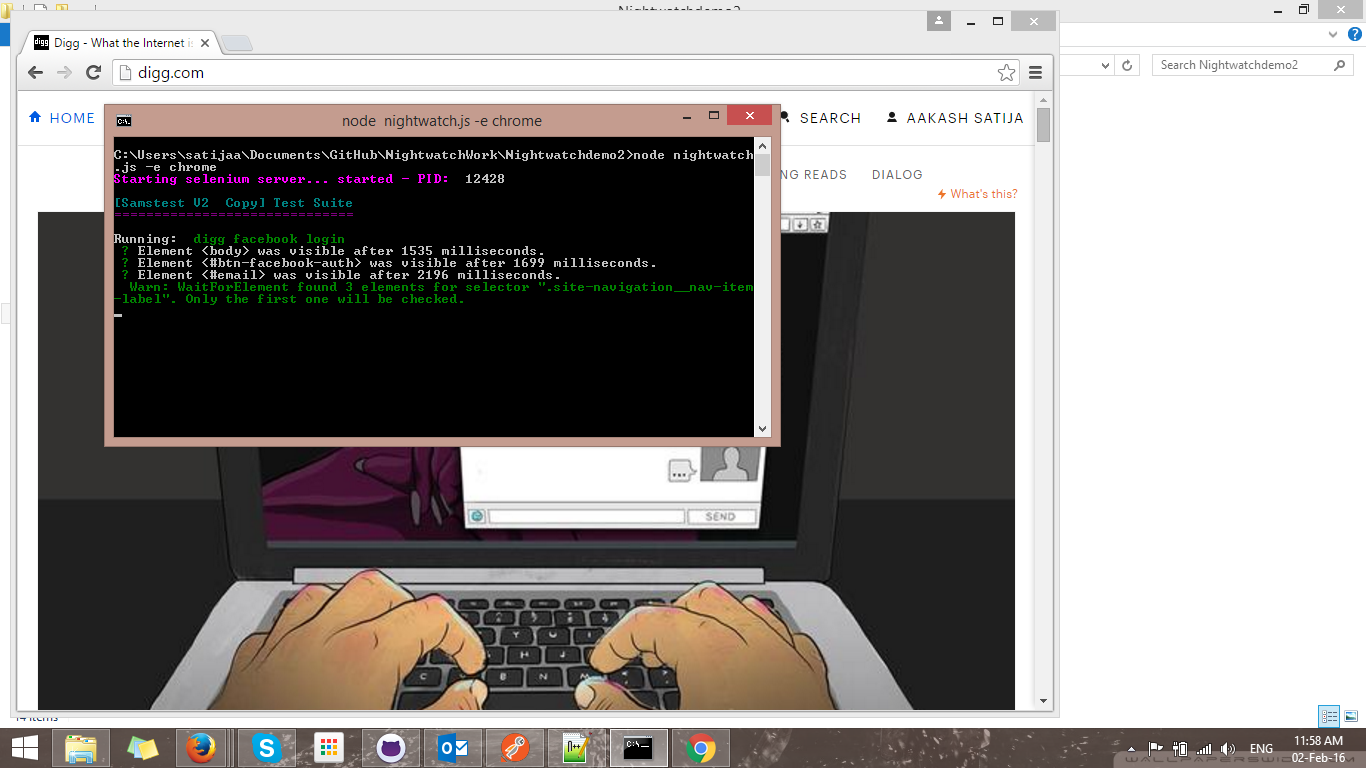 Nightwatchdemo2
digg Digg - What the Internet is
digg.com
Search Nightwatchdemo2
HOME
SEARCH
AAKASH SATIJA
NG READS
DIALOG
What's this?
node nightwatch.js -e chrome
C:\Users\satijaa\Documents\GitHub\NightwatchWork\Nightwatchdemo2>node nightwatch
.js -e chrome
Starting selenium server... started - PID: 12428
[Samstest V2 Copy] Test Suite
==============================
Running: digg facebook login
? Element <body> was visible after 1535 milliseconds.
? Element <#btn-facebook-auth> was visible after 1699 milliseconds.
? Element <#email> was visible after 2196 milliseconds.
Warn: WaitForElement found 3 elements for selector ".site-navigation__nav-item
-label". Only the first one will be checked.
SEND
Y U
H J
C V B N M
14 items
ENG
11:58 AM
02-Feb-16